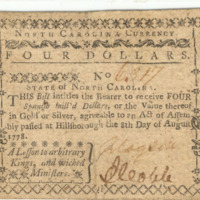 NORTH CAROLINA CURRENCY.
FOUR DOLLARS.
No
STATE OF NORTH CAROLINA.
THIS Bill intitles the Bearer to receive FOUR
Spanish mill'd Dollars, or the Value thereof
in Gold or Silver, agreeable to an Act of Assem
bly passed at Hillsborough the 8th Day of August
1778.
A Lesson to arbitrary
Kings, and wicked
Ministers.